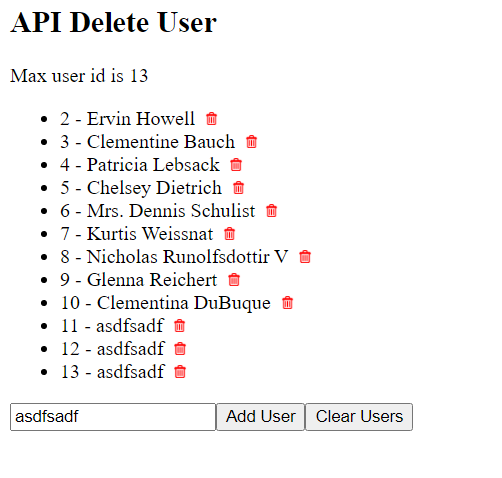 API Delete User
Max user id is 13
2 - Ervin Howell
3 - Clementine Bauch
4 - Patricia Lebsack
5 - Chelsey Dietrich
6 - Mrs. Dennis Schulist
7 - Kurtis Weissnat
8 - Nicholas Runolfsdottir V
9 - Glenna Reichert
10 - Clementina DuBuque
11 - asdfsadf
12 - asdfsadf
13 - asdfsadf
asdfsadf Add User Clear Users